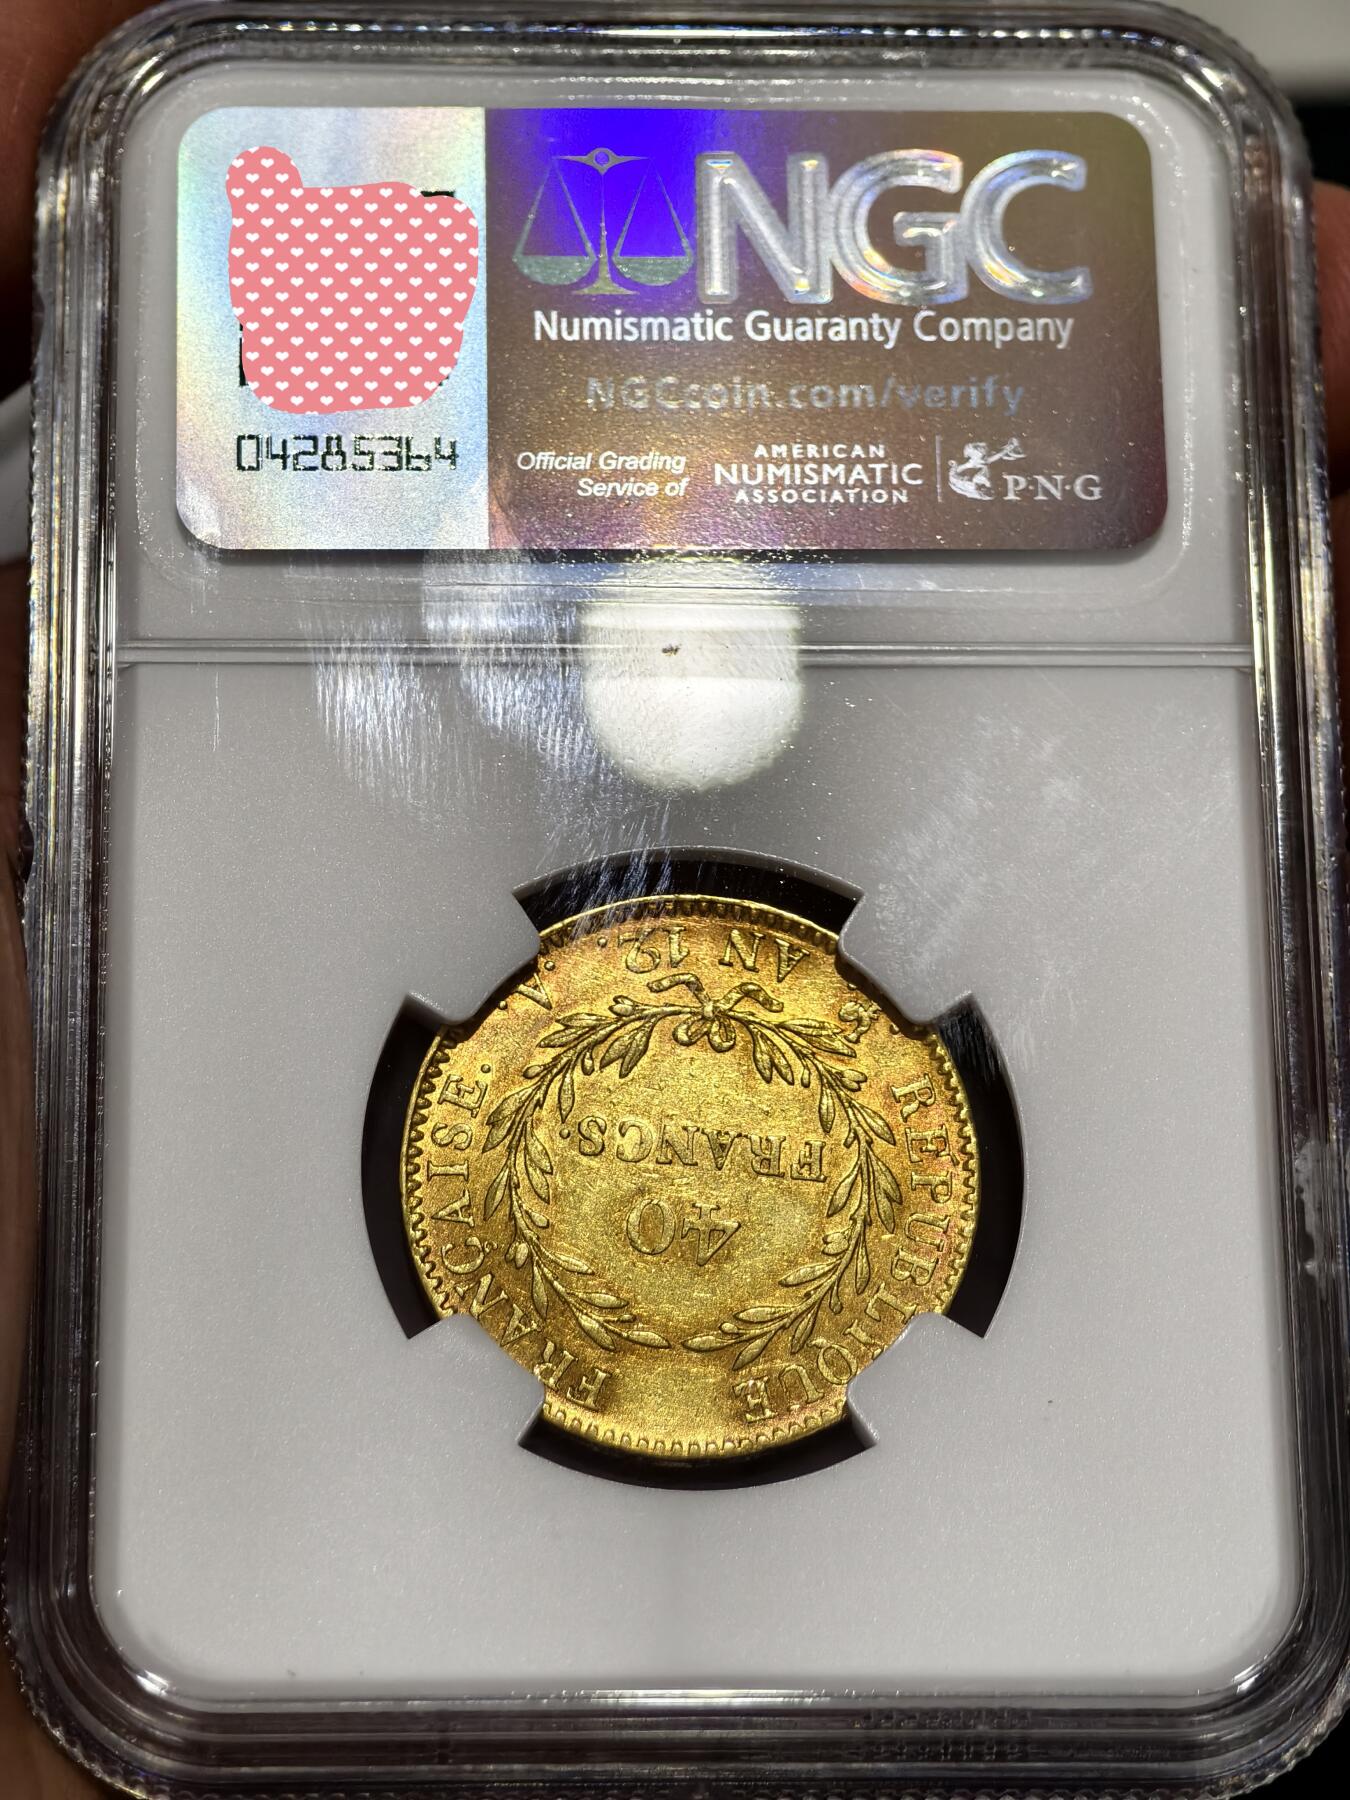 04285364
NGC
Numismatic Guaranty Company
NGCcoin.com/verify
Official Grading
Service of
AMERICAN
NUMISMATIC
ASSOCIATION
P·N·G
RÉPUBLIQUE FRANÇAISE.
40
FRANCS.
AN 12.
A.